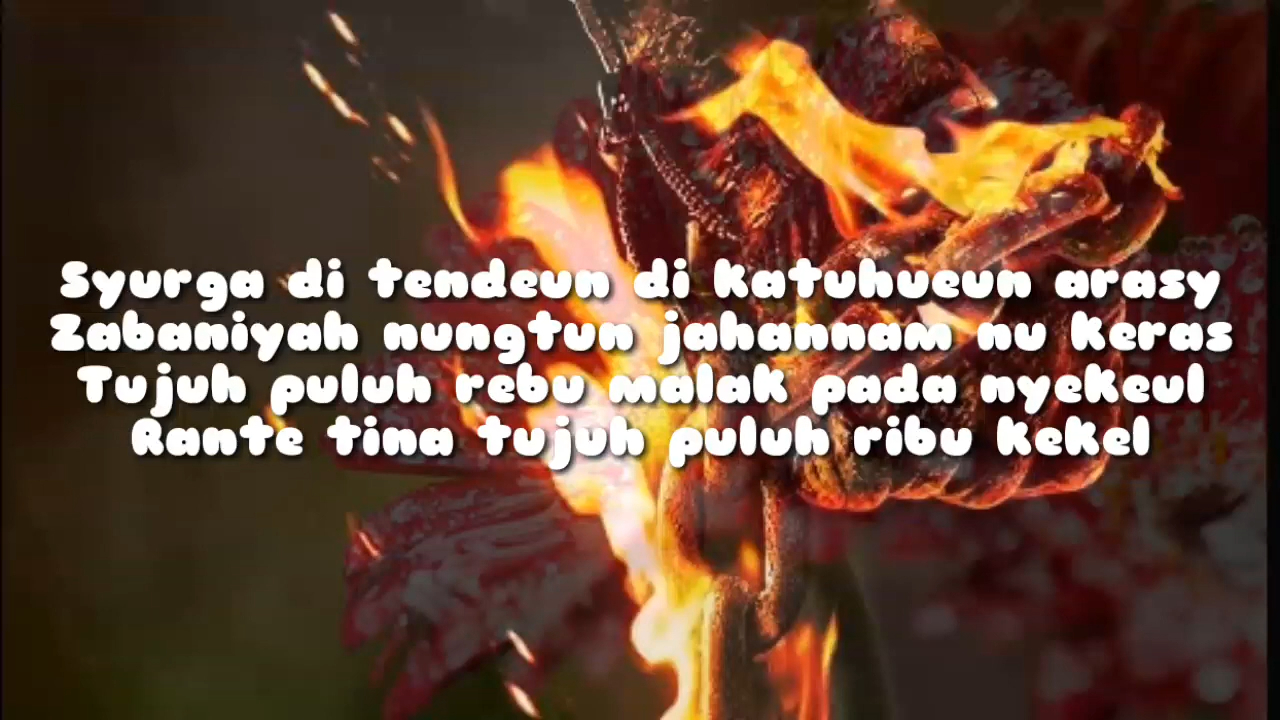 Syurga di tendeun di katuhueun arasy
Zabaniyah nungtun jahannam nu keras
Tujuh puluh rebu malak pada nyekeul
Rante tina tujuh puluh ribu kekel